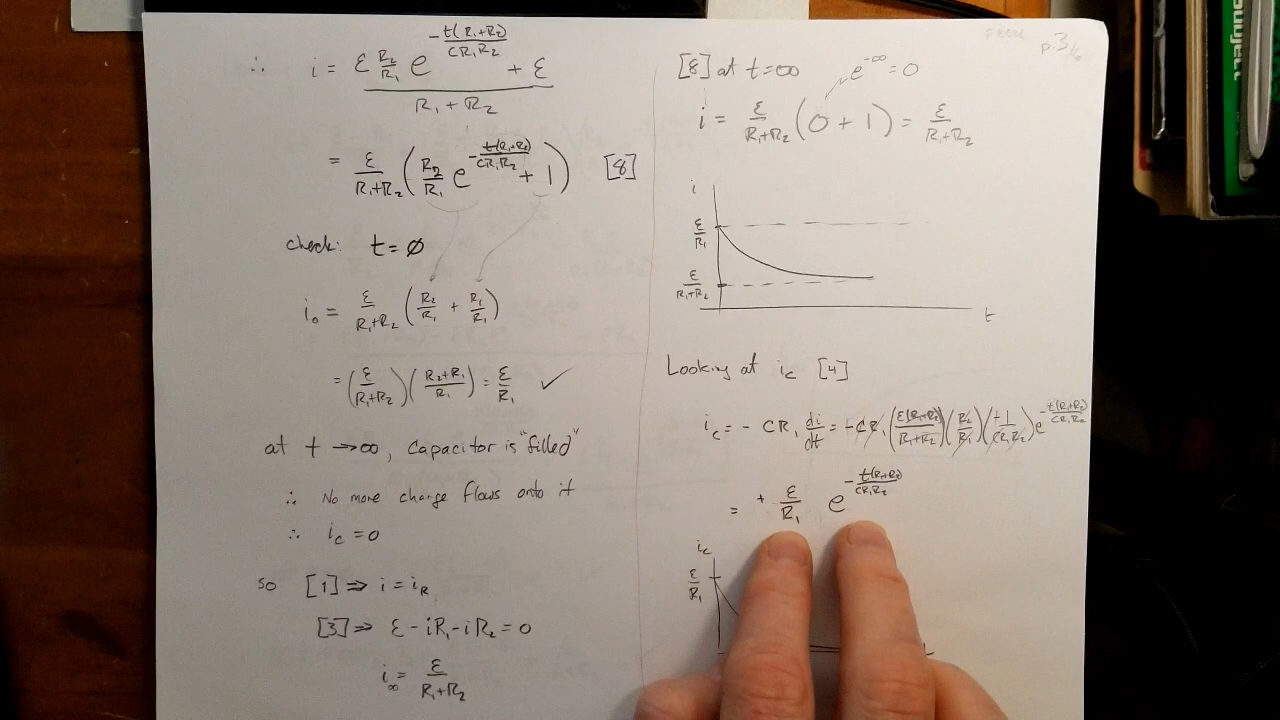 ∴ i = (ε R₂/R₁ e^(-t(R₁+R₂)/CR₁R₂) + ε) / (R₁ + R₂)
= ε/(R₁+R₂) (R₂/R₁ e^(-t(R₁+R₂)/CR₁R₂) + 1) [8]
check: t = ∅
i₀ = ε/(R₁+R₂) (R₂/R₁ + R₁/R₁)
= (ε/(R₁+R₂)) ((R₂+R₁)/R₁) = ε/R₁ ✓
at t → ∞, capacitor is "filled"
∴ No more charge flows onto it
∴ i_c = 0
so [1] ⇒ i = i_R
[3] ⇒ ε - iR₁ - iR₂ = 0
i_∞ = ε/(R₁+R₂)
p.3
[8] at t = ∞ e^(-∞) = 0
i = ε/(R₁+R₂) (0 + 1) = ε/(R₁+R₂)
i
ε/R₁
ε/(R₁+R₂)
t
Looking at i_c [4]
i_c = - CR₁ di/dt = -CR₁ (ε(R₁+R₂)/(R₁+R₂)) (R₂/R₁) (-1/(CR₁R₂)) e^(-t(R₁+R₂)/CR₁R₂)
= + ε/R₁ e^(-t(R₁+R₂)/CR₁R₂)
i_c
ε/R₁